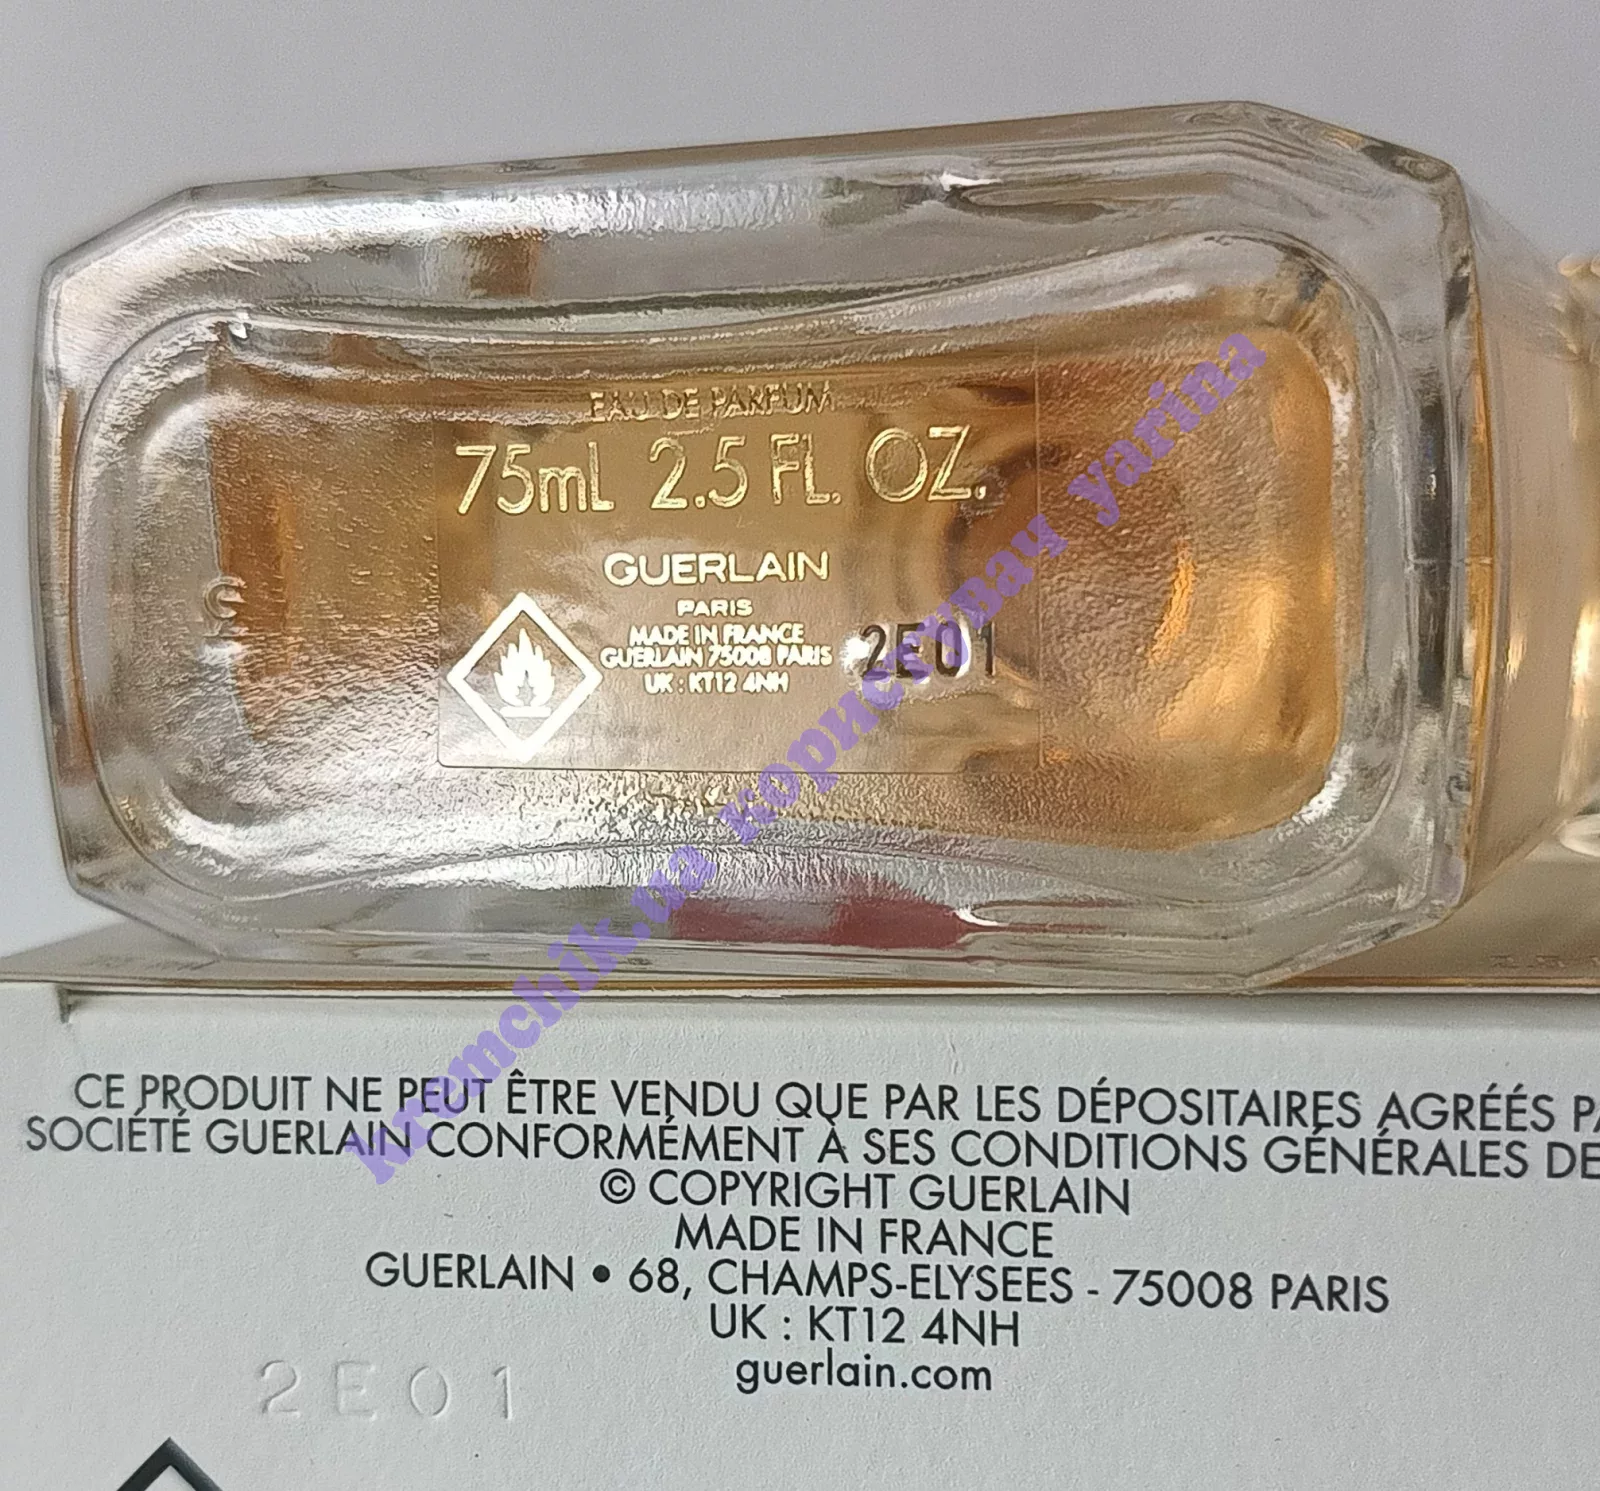 EAU DE PARFUM
75ml 2.5 FL. OZ.
GUERLAIN
PARIS
MADE IN FRANCE
GUERLAIN 75008 PARIS
UK : KT12 4NH
2E01
kremchik.ua користувач yarina
CE PRODUIT NE PEUT ÊTRE VENDU QUE PAR LES DÉPOSITAIRES AGRÉÉS
SOCIÉTÉ GUERLAIN CONFORMÉMENT À SES CONDITIONS GÉNÉRALES DE
© COPYRIGHT GUERLAIN
MADE IN FRANCE
GUERLAIN • 68, CHAMPS-ELYSEES - 75008 PARIS
UK : KT12 4NH
guerlain.com
2E01